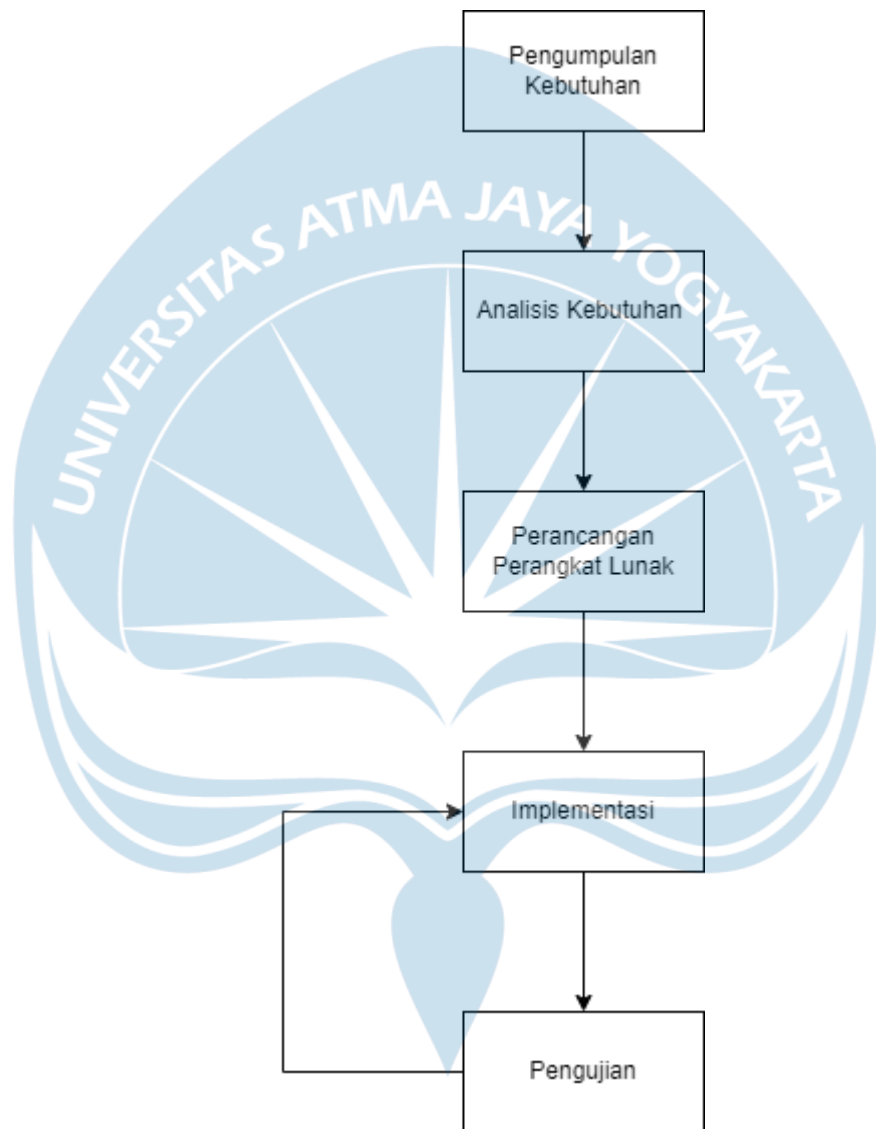 Pengumpulan
Kebutuhan
UNIVERSITAS ATMA JAYA YOGYAKARTA
Analisis Kebutuhan
Perancangan
Perangkat Lunak
Implementasi
Pengujian